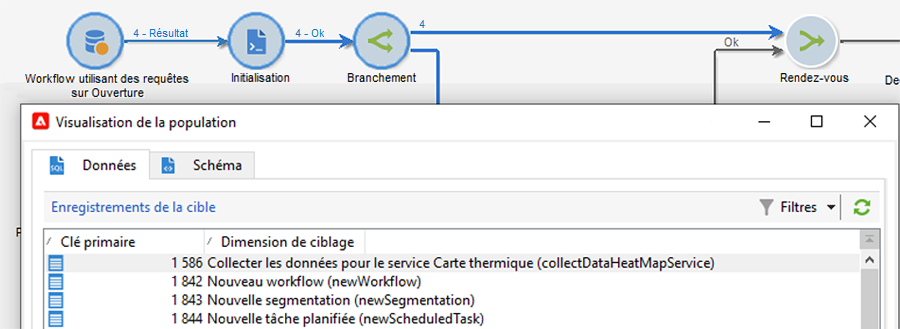 4
4 - Résultat
4 - Ok
Ok
Workflow utilisant des requêtes
sur Ouverture
Initialisation
Branchement
Rendez-vous
De
Visualisation de la population
SQL
Données
Schéma
Enregistrements de la cible
Filtres
Clé primaire
Dimension de ciblage
1 586 Collecter les données pour le service Carte thermique (collectDataHeatMapService)
1 842 Nouveau workflow (newWorkflow)
1 843 Nouvelle segmentation (newSegmentation)
1 844 Nouvelle tâche planifiée (newScheduledTask)